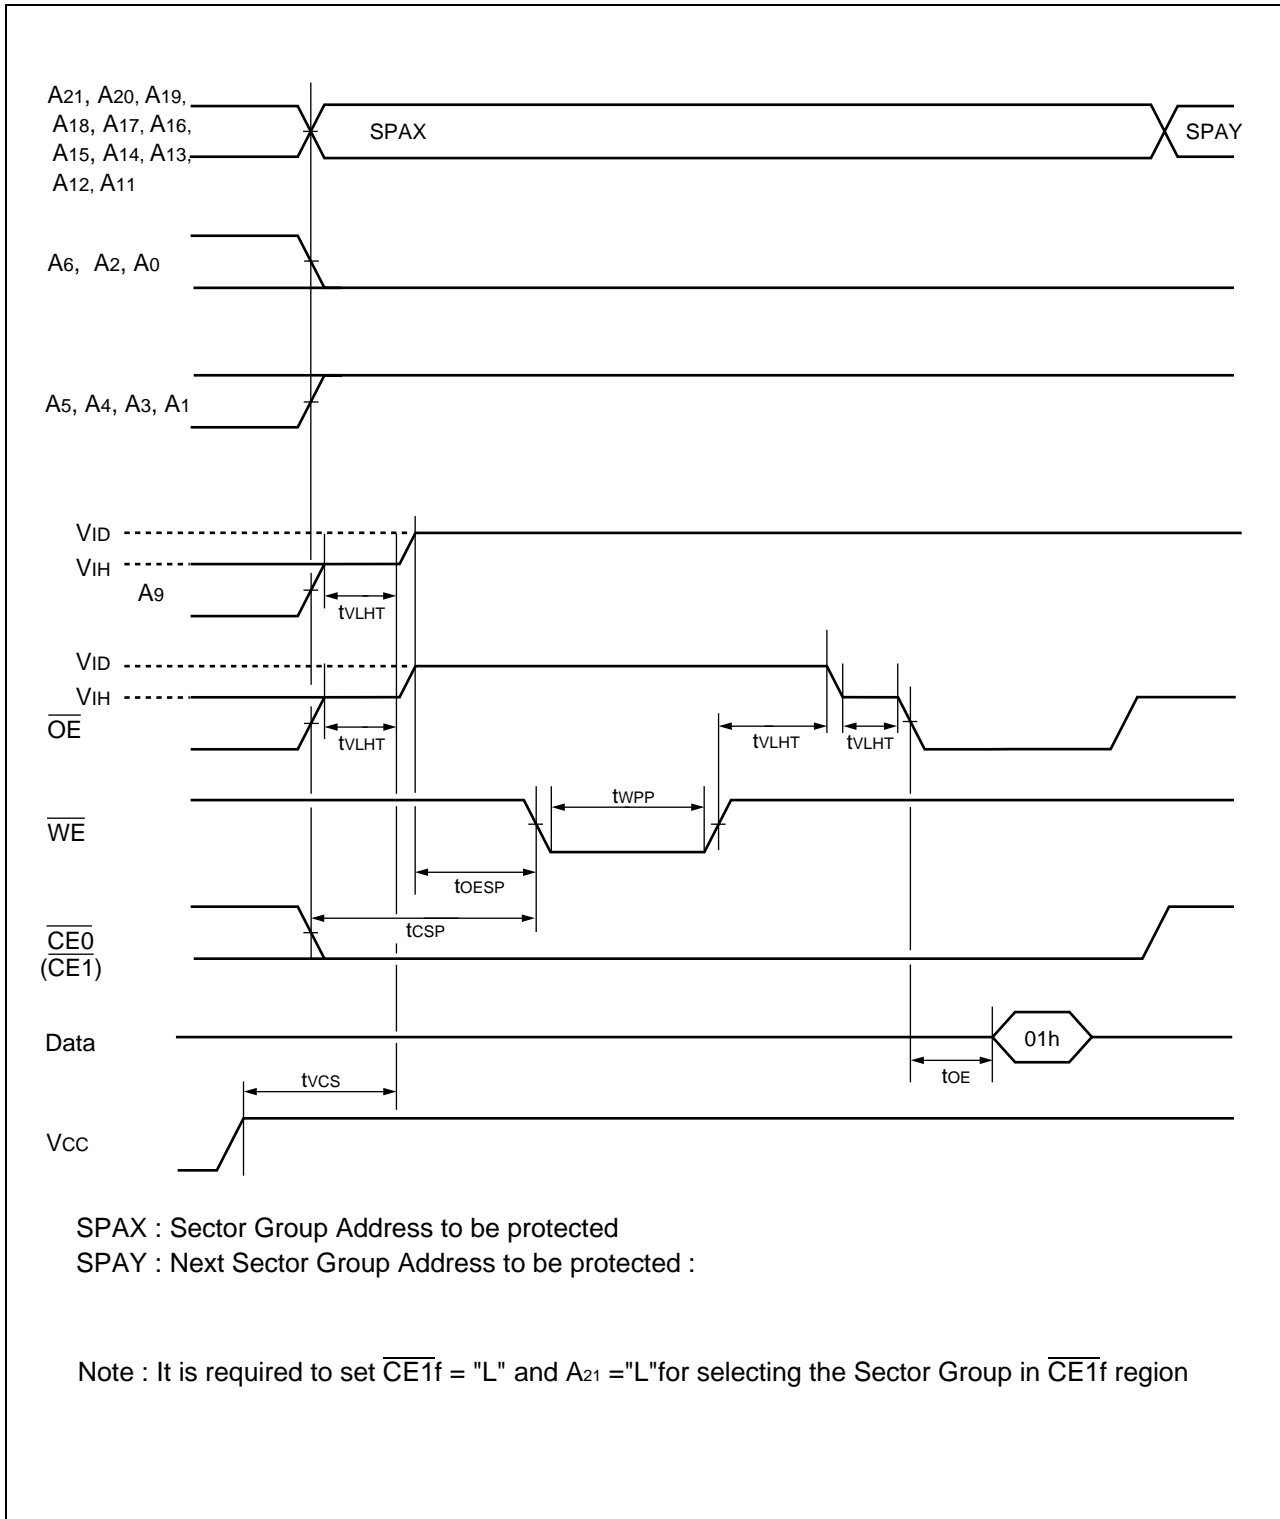 A21, A20, A19,
A18, A17, A16,
A15, A14, A13,
A12, A11
SPAX
SPAY
A6, A2, A0
A5, A4, A3, A1
VID
VIH
A9
tVLHT
VID
VIH
OE
tVLHT
tVLHT
tVLHT
WE
tWPP
tOESP
CE0
(CE1)
tCSP
Data
01h
tOE
tVCS
VCC
SPAX : Sector Group Address to be protected
SPAY : Next Sector Group Address to be protected :
Note : It is required to set CE1f = "L" and A21 ="L"for selecting the Sector Group in CE1f region